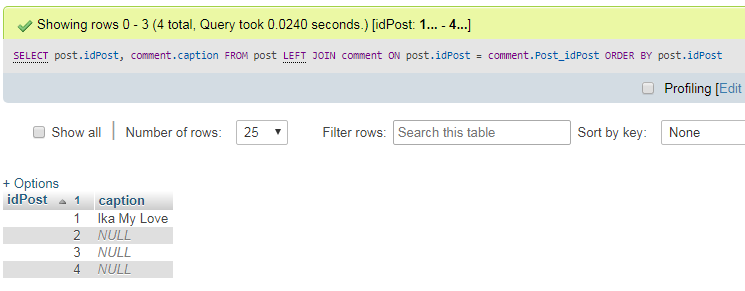 Showing rows 0 - 3 (4 total, Query took 0.0240 seconds.) [idPost: 1... - 4...]
SELECT post.idPost, comment.caption FROM post LEFT JOIN comment ON post.idPost = comment.Post_idPost ORDER BY post.idPost
Profiling [Edit
Show all | Number of rows: 25 Filter rows: Search this table Sort by key: None
+ Options
idPost 1 caption
1 Ika My Love
2 NULL
3 NULL
4 NULL